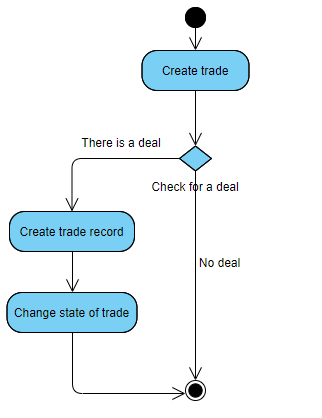 Create trade
There is a deal
Check for a deal
Create trade record
No deal
Change state of trade